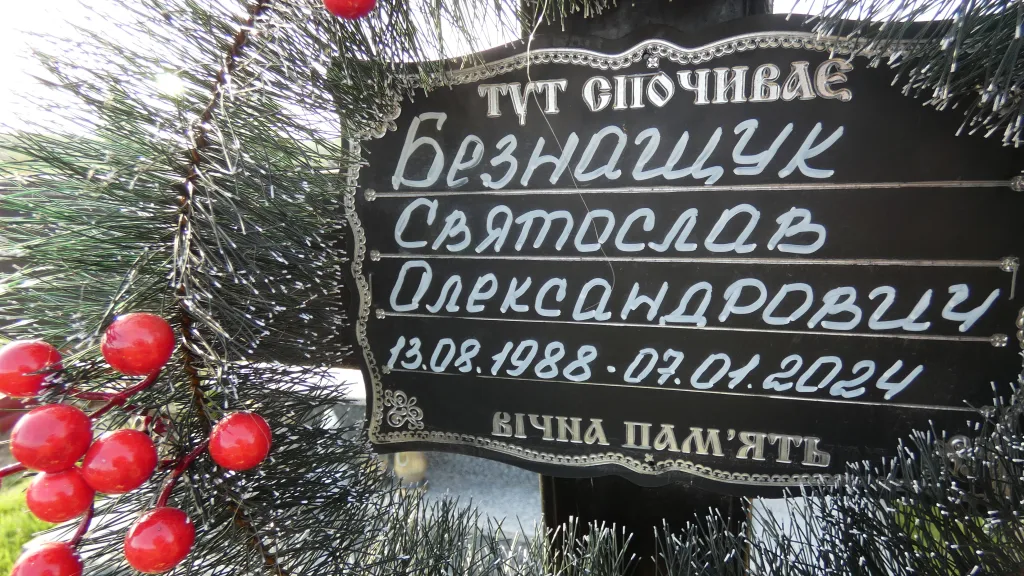 ТУТ СПОЧИВАЄ
Безнащук
Святослав
Олександрович
13.08.1988 - 07.01.2024
ВІЧНА ПАМ'ЯТЬ